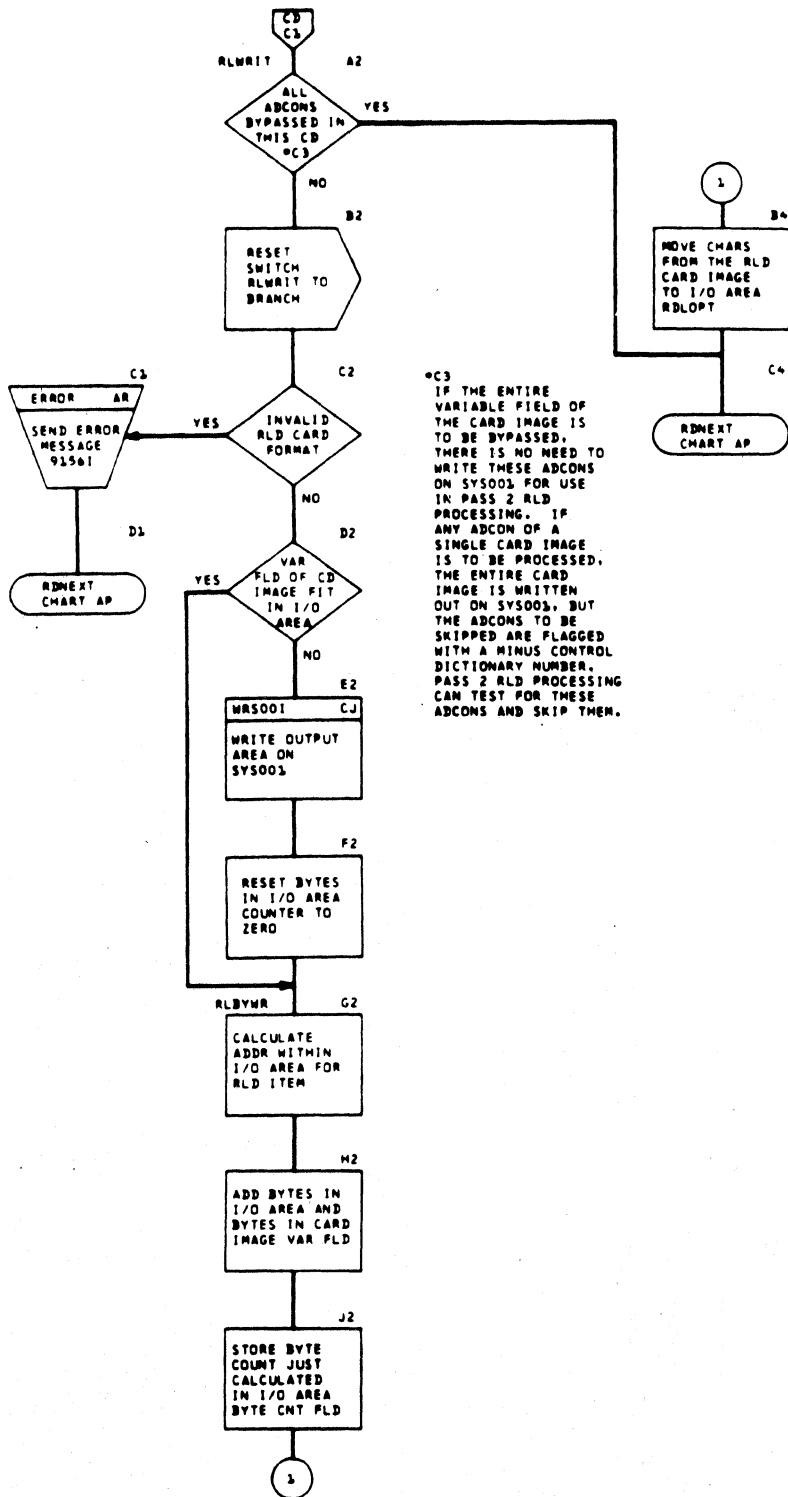 CD
C1
RLWRIT A2
ALL
ADCONS
BYPASSED IN
THIS CD
*C3
YES
NO
B2
RESET
SWITCH
RLWRIT TO
BRANCH
C2
INVALID
RLD CARD
FORMAT
YES
NO
C1
ERROR AR
SEND ERROR
MESSAGE
9156I
D1
RDNEXT
CHART AP
D2
VAR
FLD OF CD
IMAGE FIT
IN I/O
AREA
YES
NO
E2
WRS001 CJ
WRITE OUTPUT
AREA ON
SYS001
F2
RESET BYTES
IN I/O AREA
COUNTER TO
ZERO
RLBYWR G2
CALCULATE
ADDR WITHIN
I/O AREA FOR
RLD ITEM
H2
ADD BYTES IN
I/O AREA AND
BYTES IN CARD
IMAGE VAR FLD
J2
STORE BYTE
COUNT JUST
CALCULATED
IN I/O AREA
BYTE CNT FLD
1
1
B4
MOVE CHARS
FROM THE RLD
CARD IMAGE
TO I/O AREA
RDLOPT
C4
RDNEXT
CHART AP
*C3
IF THE ENTIRE
VARIABLE FIELD OF
THE CARD IMAGE IS
TO BE BYPASSED,
THERE IS NO NEED TO
WRITE THESE ADCONS
ON SYS001 FOR USE
IN PASS 2 RLD
PROCESSING. IF
ANY ADCON OF A
SINGLE CARD IMAGE
IS TO BE PROCESSED,
THE ENTIRE CARD
IMAGE IS WRITTEN
OUT ON SYS001, BUT
THE ADCONS TO BE
SKIPPED ARE FLAGGED
WITH A MINUS CONTROL
DICTIONARY NUMBER.
PASS 2 RLD PROCESSING
CAN TEST FOR THESE
ADCONS AND SKIP THEM.